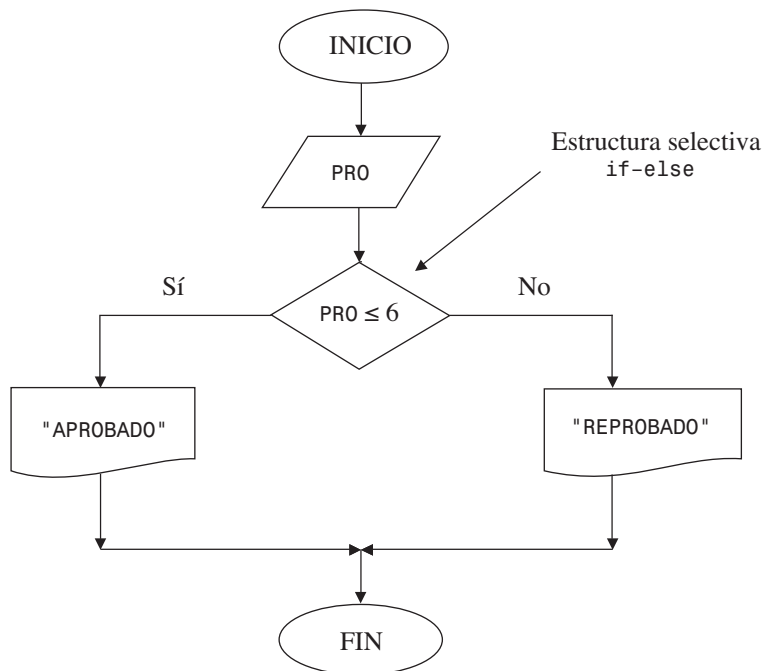 INICIO
PRO
Estructura selectiva
if-else
Sí
PRO ≤ 6
No
"APROBADO"
"REPROBADO"
FIN